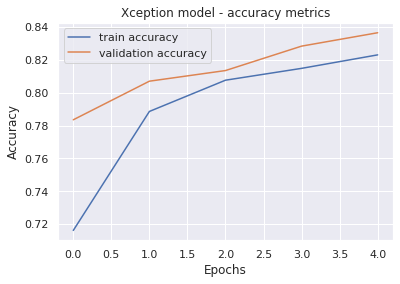 Xception model - accuracy metrics
train accuracy
validation accuracy
Accuracy
0.84
0.82
0.80
0.78
0.76
0.74
0.72
0.0 0.5 1.0 1.5 2.0 2.5 3.0 3.5 4.0
Epochs